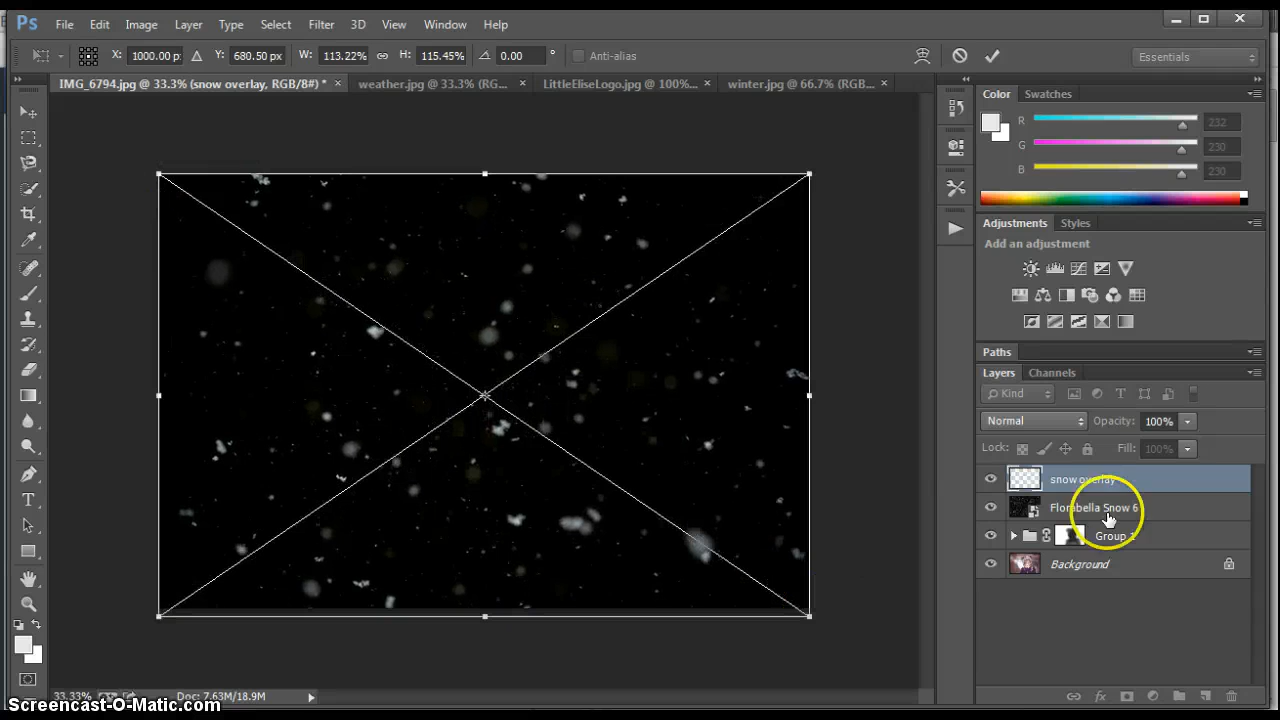 Ps File Edit Image Layer Type Select Filter 3D View Window Help
X: 1000.00 px Y: 680.50 px W: 113.22% H: 115.45% 0.00 ° Anti-alias Essentials
IMG_6794.jpg @ 33.3% (snow overlay, RGB/8#) * × weather.jpg @ 33.3% (RG... × LittleEliseLogo.jpg @ 100%... × winter.jpg @ 66.7% (RGB... ×
Color Swatches
R 232
G 230
B 230
Adjustments Styles
Add an adjustment
Paths
Layers Channels
Kind
Normal Opacity: 100%
Lock: Fill: 100%
snow overlay
Florabella Snow 6
Group 1
Background
33.33% Doc: 7.63M/18.9M
Screencast-O-Matic.com